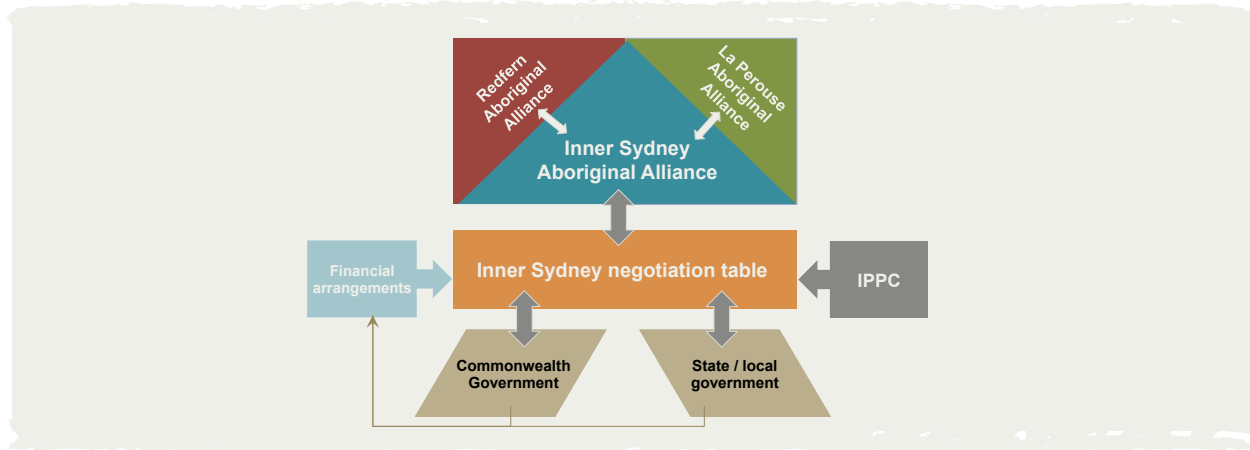 Redfern
Aboriginal
Alliance
La Perouse
Aboriginal
Alliance
Inner Sydney
Aboriginal Alliance
Financial
arrangements
Inner Sydney negotiation table
IPPC
Commonwealth
Government
State / local
government